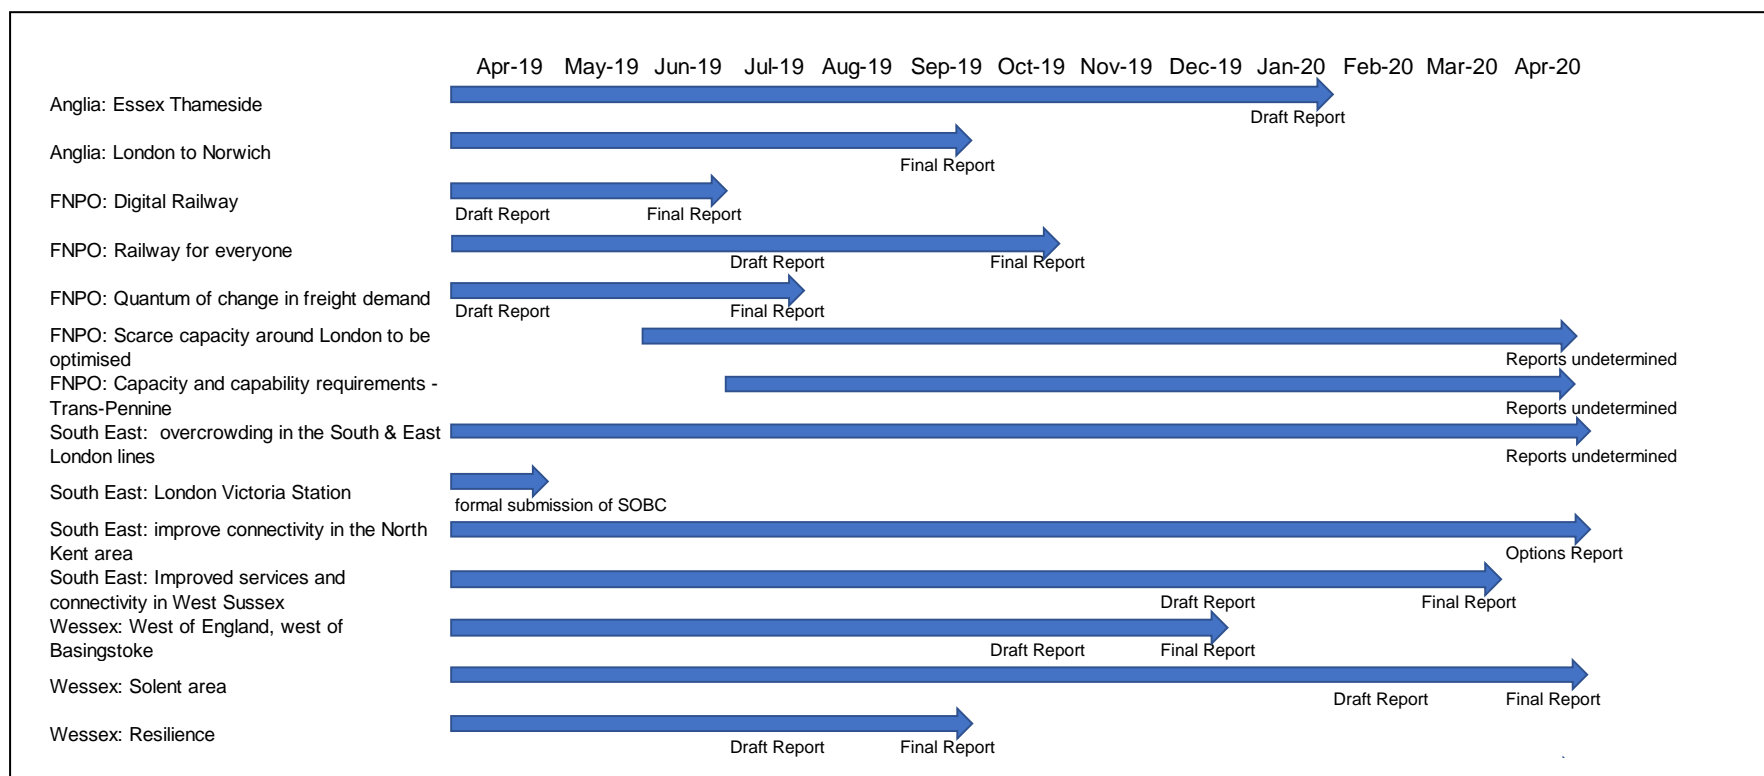 Apr-19 May-19 Jun-19 Jul-19 Aug-19 Sep-19 Oct-19 Nov-19 Dec-19 Jan-20 Feb-20 Mar-20 Apr-20
Anglia: Essex Thameside
Draft Report
Anglia: London to Norwich
Final Report
FNPO: Digital Railway
Draft Report Final Report
FNPO: Railway for everyone
Draft Report Final Report
FNPO: Quantum of change in freight demand
Draft Report Final Report
FNPO: Scarce capacity around London to be
optimised
Reports undetermined
FNPO: Capacity and capability requirements -
Trans-Pennine
Reports undetermined
South East:  overcrowding in the South & East
London lines
Reports undetermined
South East: London Victoria Station
formal submission of SOBC
South East: improve connectivity in the North
Kent area
Options Report
South East: Improved services and
connectivity in West Sussex
Draft Report Final Report
Wessex: West of England, west of
Basingstoke
Draft Report Final Report
Wessex: Solent area
Draft Report Final Report
Wessex: Resilience
Draft Report Final Report